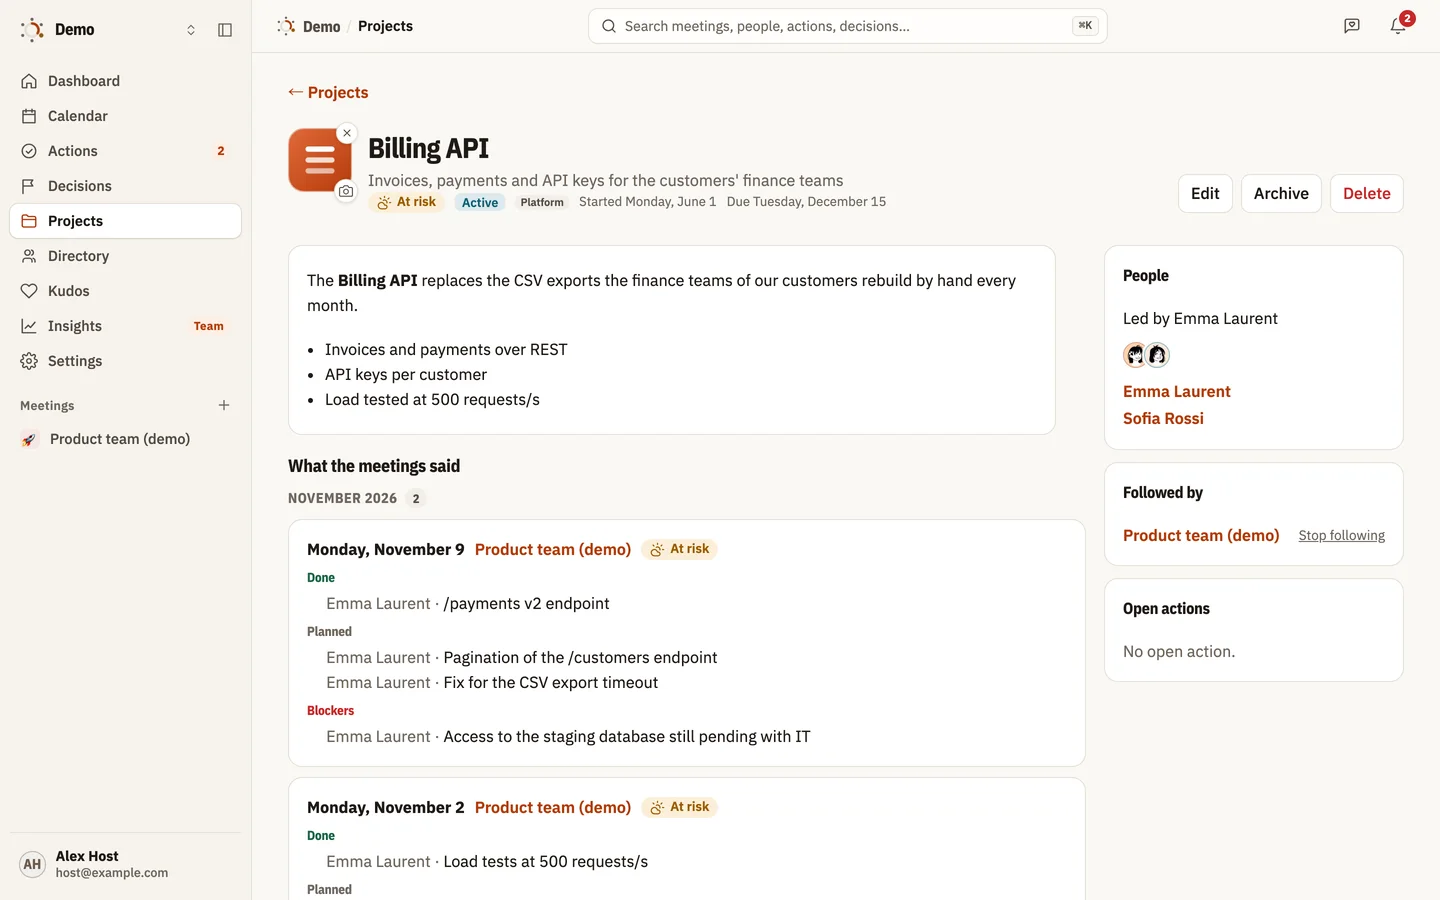 Demo
Dashboard
Calendar
Actions 2
Decisions
Projects
Directory
Kudos
Insights Team
Settings
Meetings
Product team (demo)
AH
Alex Host
host@example.com
Demo / Projects
Search meetings, people, actions, decisions... ⌘K
2
← Projects
Billing API
Invoices, payments and API keys for the customers' finance teams
At risk Active Platform Started Monday, June 1 Due Tuesday, December 15
Edit Archive Delete
The Billing API replaces the CSV exports the finance teams of our customers rebuild by hand every
month.
• Invoices and payments over REST
• API keys per customer
• Load tested at 500 requests/s
What the meetings said
NOVEMBER 2026 2
Monday, November 9 Product team (demo) At risk
Done
Emma Laurent · /payments v2 endpoint
Planned
Emma Laurent · Pagination of the /customers endpoint
Emma Laurent · Fix for the CSV export timeout
Blockers
Emma Laurent · Access to the staging database still pending with IT
Monday, November 2 Product team (demo) At risk
Done
Emma Laurent · Load tests at 500 requests/s
Planned
People
Led by Emma Laurent
Emma Laurent
Sofia Rossi
Followed by
Product team (demo) Stop following
Open actions
No open action.